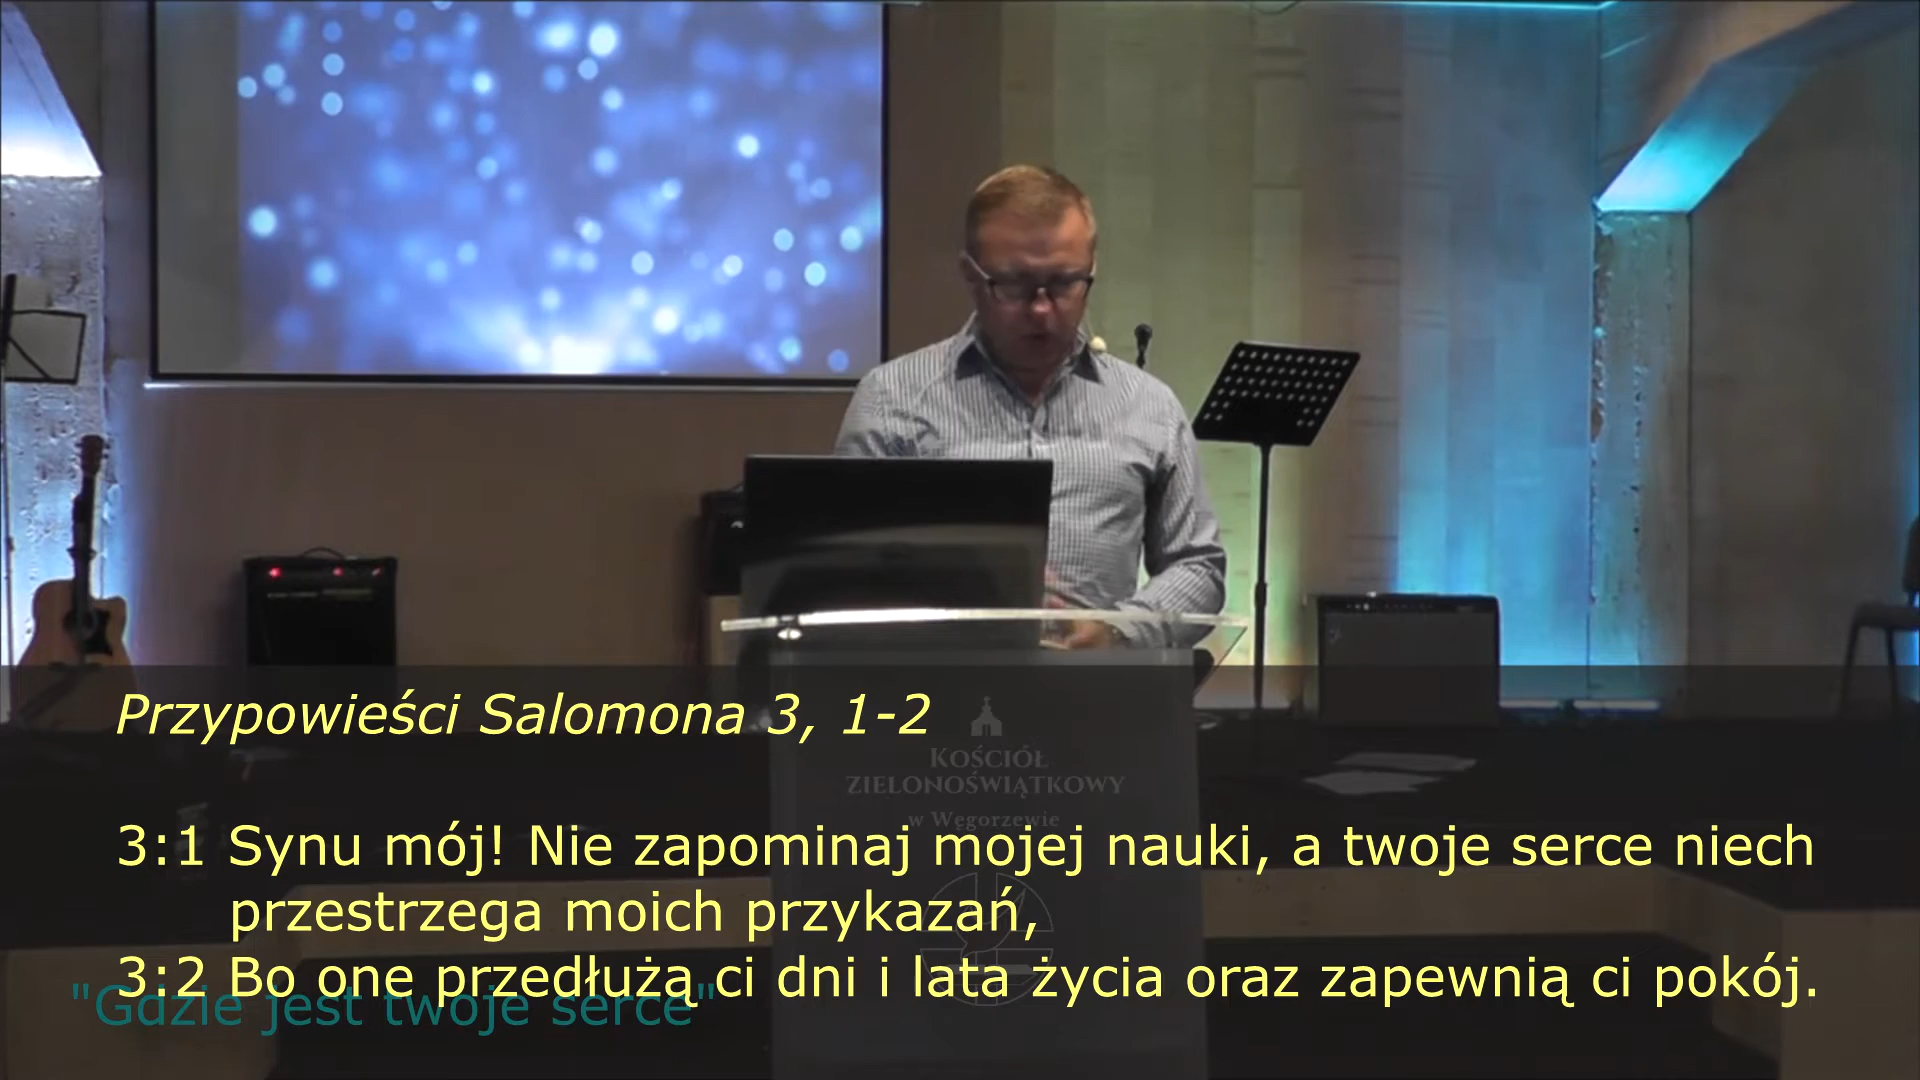 Przypowieści Salomona 3, 1-2
KOŚCIÓŁ
ZIELONOŚWIĄTKOWY
w Węgorzewie
3:1 Synu mój! Nie zapominaj mojej nauki, a twoje serce niech
przestrzega moich przykazań,
3:2 Bo one przedłużą ci dni i lata życia oraz zapewnią ci pokój.
"Gdzie jest twoje serce"